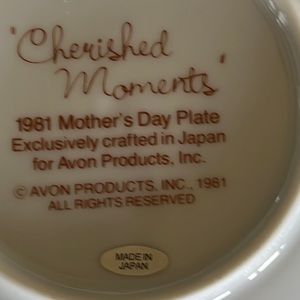 "Cherished
Moments"
1981 Mother's Day Plate
Exclusively crafted in Japan
for Avon Products, Inc.
© AVON PRODUCTS, INC., 1981
ALL RIGHTS RESERVED
MADE IN
JAPAN